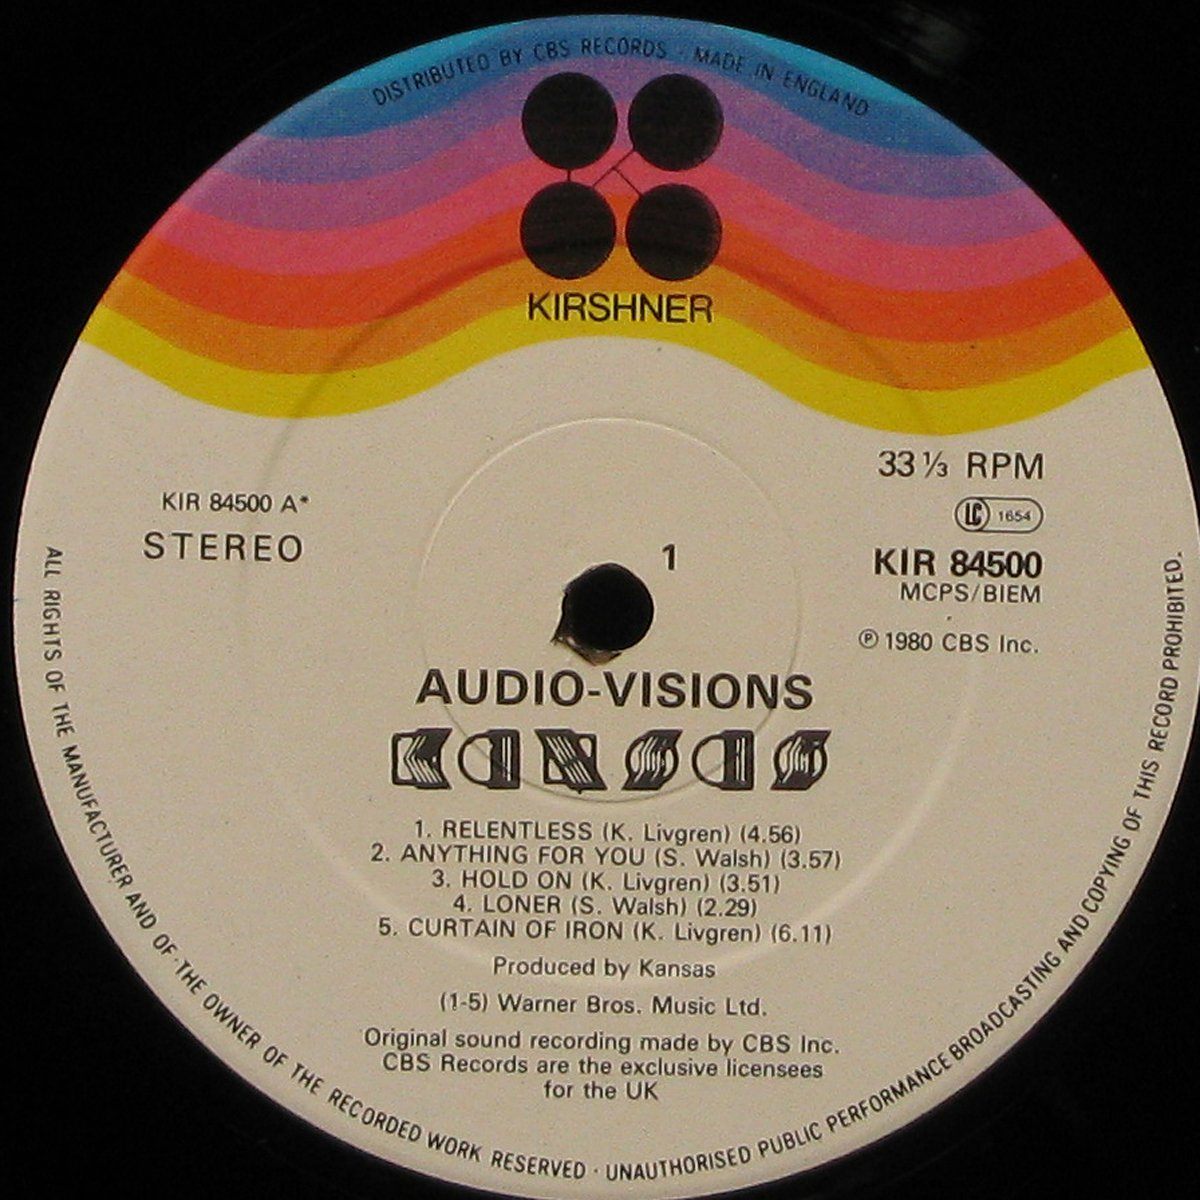 DISTRIBUTED BY CBS RECORDS · MADE IN ENGLAND
KIRSHNER
33⅓ RPM
LC 1654
KIR 84500 A*
STEREO
1
KIR 84500
MCPS/BIEM
℗ 1980 CBS Inc.
AUDIO-VISIONS
KANSAS
1. RELENTLESS (K. Livgren) (4.56)
2. ANYTHING FOR YOU (S. Walsh) (3.57)
3. HOLD ON (K. Livgren) (3.51)
4. LONER (S. Walsh) (2.29)
5. CURTAIN OF IRON (K. Livgren) (6.11)
Produced by Kansas
(1-5) Warner Bros. Music Ltd.
Original sound recording made by CBS Inc.
CBS Records are the exclusive licensees
for the UK
ALL RIGHTS OF THE MANUFACTURER AND OF THE OWNER OF THE RECORDED WORK RESERVED · UNAUTHORISED PUBLIC PERFORMANCE BROADCASTING AND COPYING OF THIS RECORD PROHIBITED.